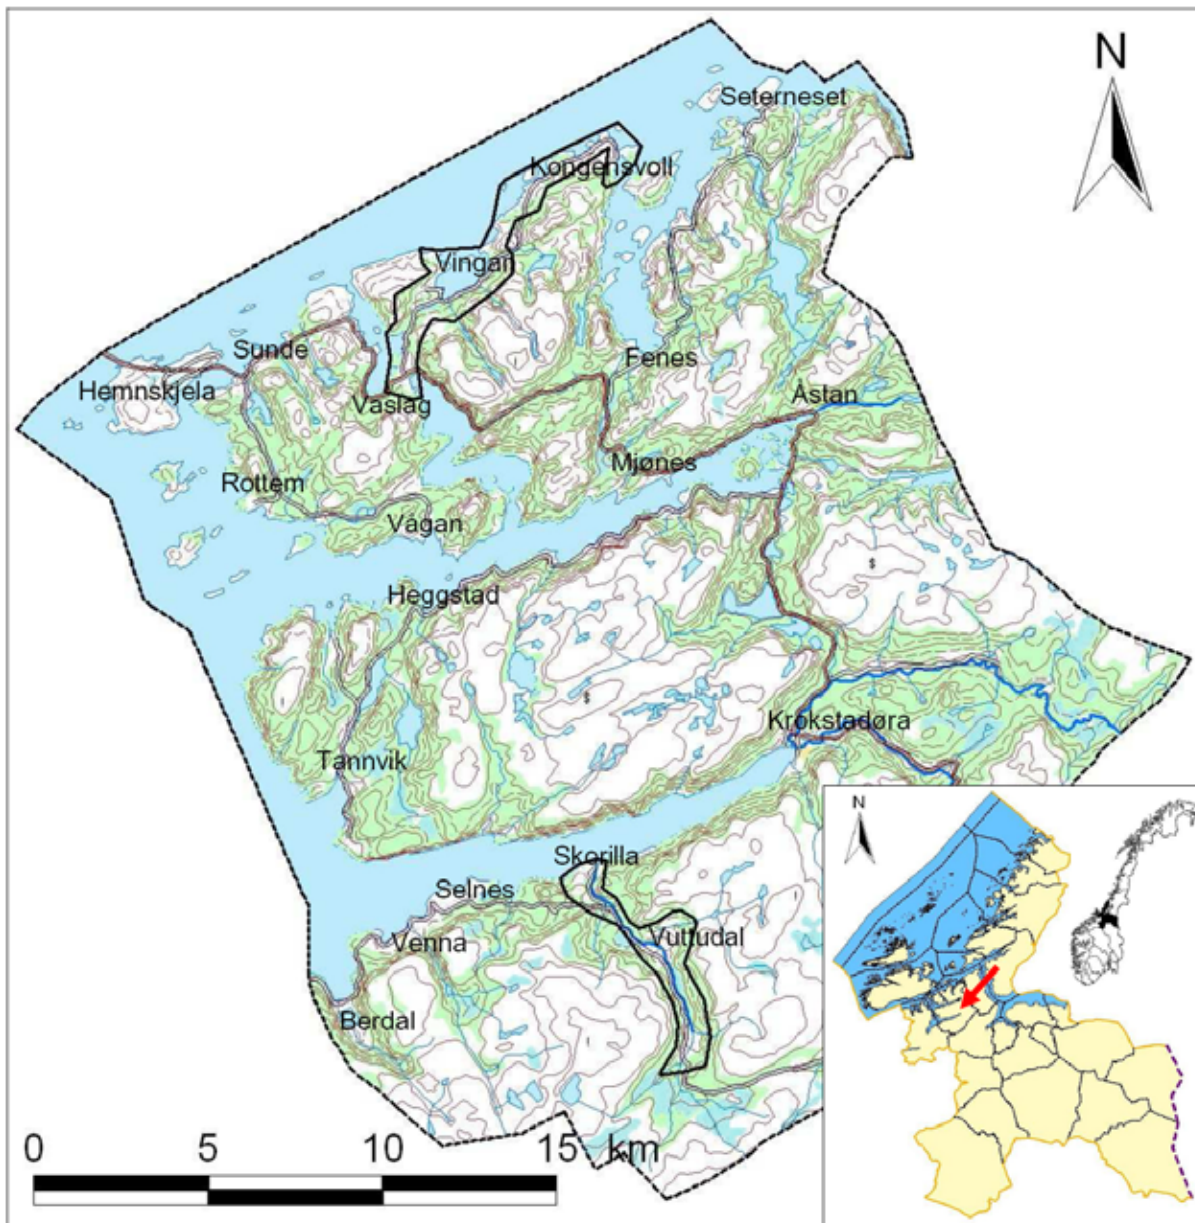 N
Seterneset
Kongensvoll
Vingan
Fenes
Sunde
Hemnskjela
Vaslag
Åstan
Mjønes
Rottem
Vågan
Heggstad
Krokstadøra
Tannvik
Skorilla
Selnes
Vuttudal
Venna
Berdal
N
0 5 10 15 km